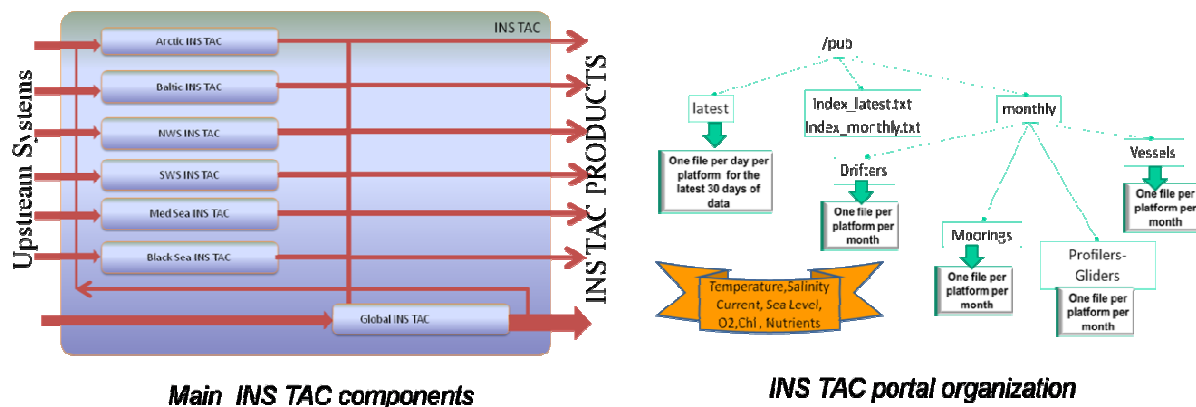 INS TAC
Upstream Systems
Arctic INS TAC
Baltic INS TAC
NWS INS TAC
SWS INS TAC
Med Sea INS TAC
Black Sea INS TAC
Global INS TAC
INS TAC PRODUCTS
Main INS TAC components
/pub
latest
Index_latest.txt
Index_monthly.txt
monthly
One file per day per
platform for the
latest 30 days of
data
Drifters
One file per
platform per
month
Vessels
One file per
platform per
month
Moorings
One file per
platform per
month
Profilers-
Gliders
One file per
platform per
month
Temperature,Salinity
Current, Sea Level,
O2,Chl , Nutrients
INS TAC portal organization